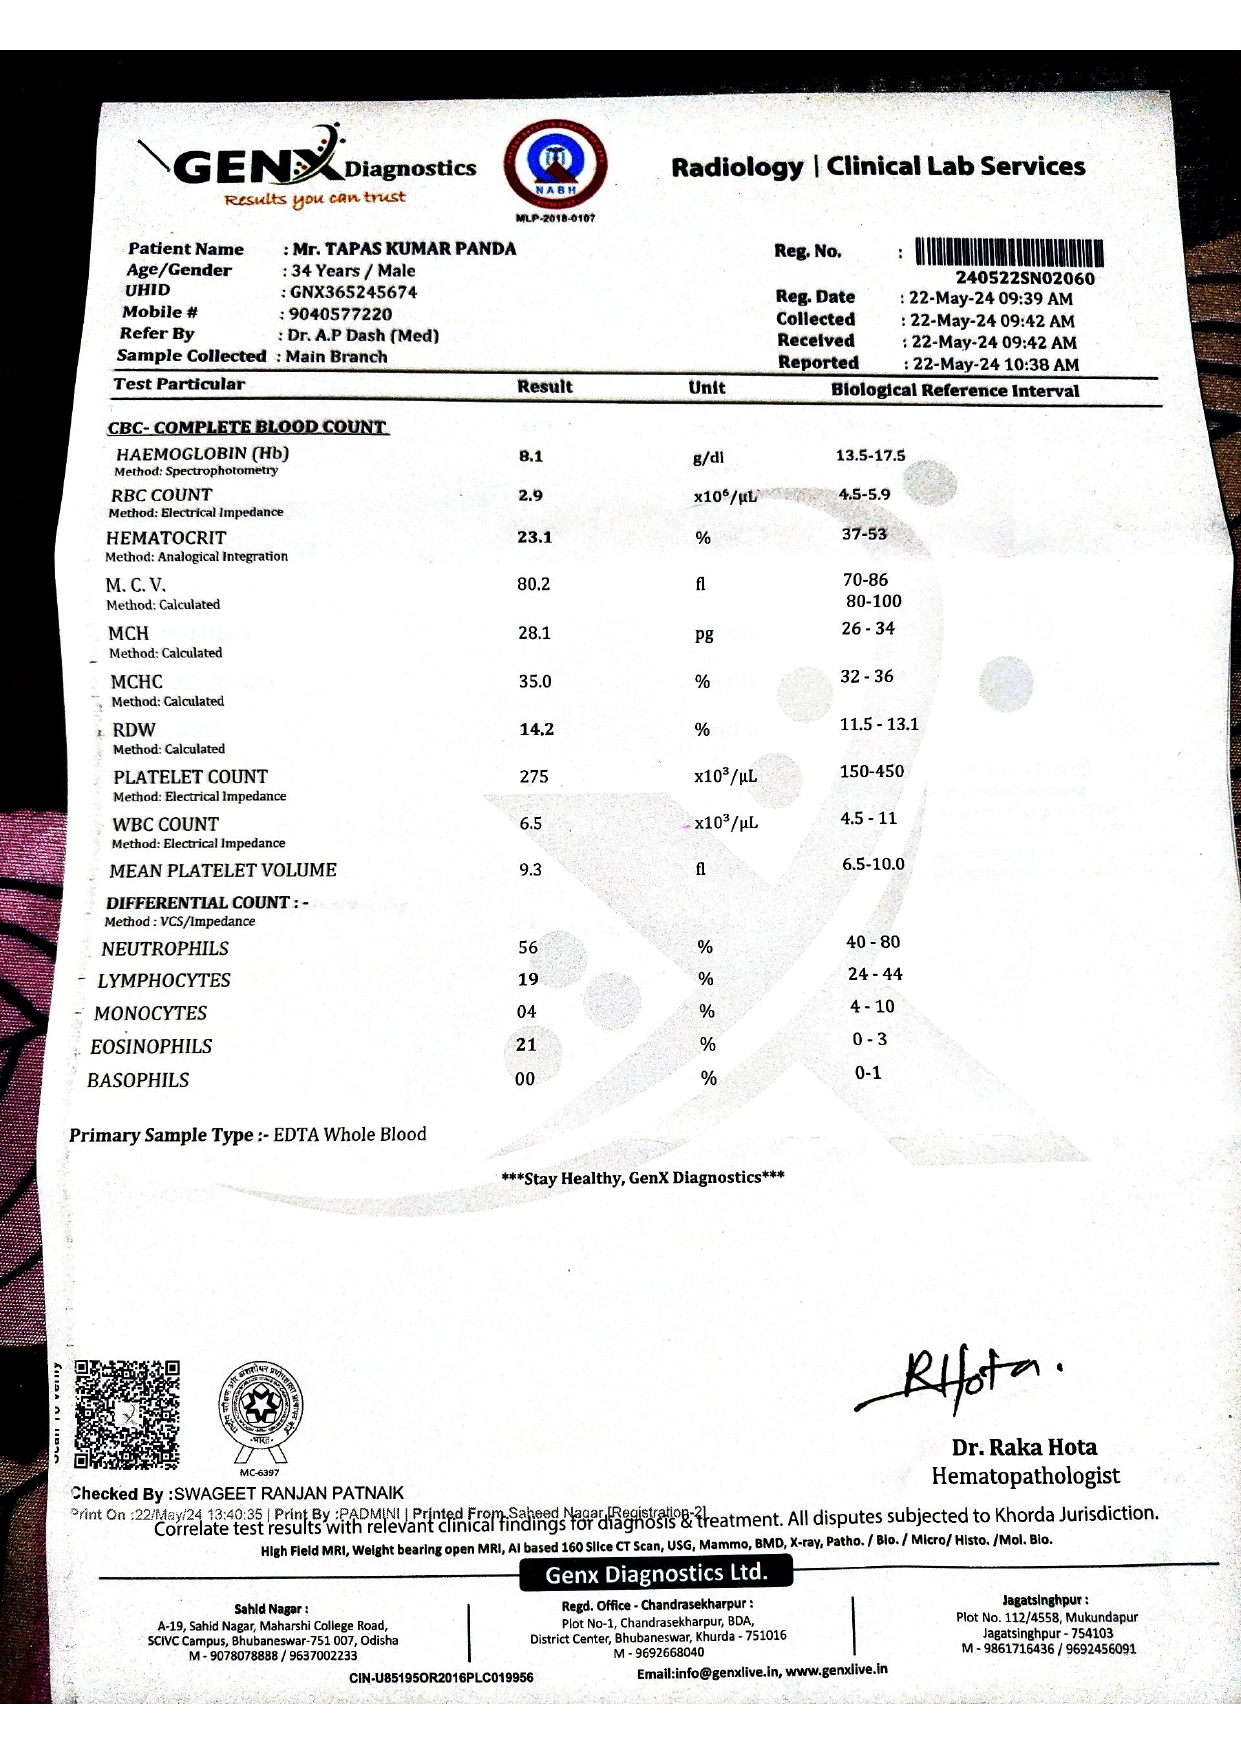 GENX Diagnostics
Results you can trust
NABH
MLP-2018-0107
Radiology | Clinical Lab Services
Patient Name : Mr. TAPAS KUMAR PANDA
Age/Gender : 34 Years / Male
UHID : GNX365245674
Mobile # : 9040577220
Refer By : Dr. A.P Dash (Med)
Sample Collected : Main Branch
Reg. No. :
240522SN02060
Reg. Date : 22-May-24 09:39 AM
Collected : 22-May-24 09:42 AM
Received : 22-May-24 09:42 AM
Reported : 22-May-24 10:38 AM
Test Particular Result Unit Biological Reference Interval
CBC- COMPLETE BLOOD COUNT
HAEMOGLOBIN (Hb) 8.1 g/dl 13.5-17.5
Method: Spectrophotometry
RBC COUNT 2.9 x10⁶/µL 4.5-5.9
Method: Electrical Impedance
HEMATOCRIT 23.1 % 37-53
Method: Analogical Integration
M. C. V. 80.2 fl 70-86
Method: Calculated 80-100
MCH 28.1 pg 26 - 34
Method: Calculated
MCHC 35.0 % 32 - 36
Method: Calculated
RDW 14.2 % 11.5 - 13.1
Method: Calculated
PLATELET COUNT 275 x10³/µL 150-450
Method: Electrical Impedance
WBC COUNT 6.5 x10³/µL 4.5 - 11
Method: Electrical Impedance
MEAN PLATELET VOLUME 9.3 fl 6.5-10.0
DIFFERENTIAL COUNT : -
Method : VCS/Impedance
NEUTROPHILS 56 % 40 - 80
LYMPHOCYTES 19 % 24 - 44
MONOCYTES 04 % 4 - 10
EOSINOPHILS 21 % 0 - 3
BASOPHILS 00 % 0-1
Primary Sample Type :- EDTA Whole Blood
***Stay Healthy, GenX Diagnostics***
RHota.
MC-6397
Dr. Raka Hota
Hematopathologist
Checked By :SWAGEET RANJAN PATNAIK
Print On :22/May/24 13:40:35 | Print By :PADMINI | Printed From Saheed Nagar [Registration-2]
Correlate test results with relevant clinical findings for diagnosis & treatment. All disputes subjected to Khorda Jurisdiction.
High Field MRI, Weight bearing open MRI, AI based 160 Slice CT Scan, USG, Mammo, BMD, X-ray, Patho. / Bio. / Micro/ Histo. /Mol. Bio.
Genx Diagnostics Ltd.
Sahid Nagar :
A-19, Sahid Nagar, Maharshi College Road,
SCIVC Campus, Bhubaneswar-751 007, Odisha
M - 9078078888 / 9637002233
Regd. Office - Chandrasekharpur :
Plot No-1, Chandrasekharpur, BDA,
District Center, Bhubaneswar, Khurda - 751016
M - 9692668040
Jagatsinghpur :
Plot No. 112/4558, Mukundapur
Jagatsinghpur - 754103
M - 9861716436 / 9692456091
CIN-U85195OR2016PLC019956
Email:info@genxlive.in, www.genxlive.in